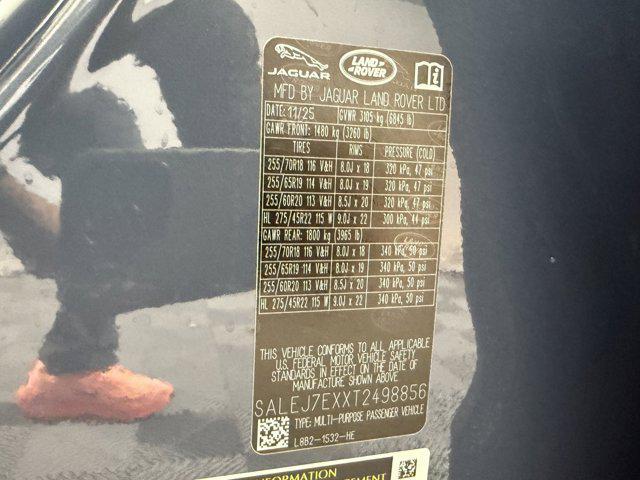 JAGUAR
LAND ROVER
MFD BY JAGUAR LAND ROVER LTD
DATE: 11/25 GVWR 3105 kg (6845 lb)
GAWR FRONT: 1480 kg (3260 lb)
TIRES RIMS PRESSURE (COLD)
255/70R18 116 V&H 8.0J x 18 320 kPa, 47 psi
255/65R19 114 V&H 8.0J x 19 320 kPa, 47 psi
255/60R20 113 V&H 8.5J x 20 320 kPa, 47 psi
HL 275/45R22 115 W 9.0J x 22 300 kPa, 44 psi
GAWR REAR: 1800 kg (3965 lb)
255/70R18 116 V&H 8.0J x 18 340 kPa, 50 psi
255/65R19 114 V&H 8.0J x 19 340 kPa, 50 psi
255/60R20 113 V&H 8.5J x 20 340 kPa, 50 psi
HL 275/45R22 115 W 9.0J x 22 340 kPa, 50 psi
THIS VEHICLE CONFORMS TO ALL APPLICABLE
U.S. FEDERAL MOTOR VEHICLE SAFETY
STANDARDS IN EFFECT ON THE DATE OF
MANUFACTURE SHOWN ABOVE.
SALEJ7EXXT2498856
TYPE: MULTI-PURPOSE PASSENGER VEHICLE
L8B2-1532-HE
INFORMATION